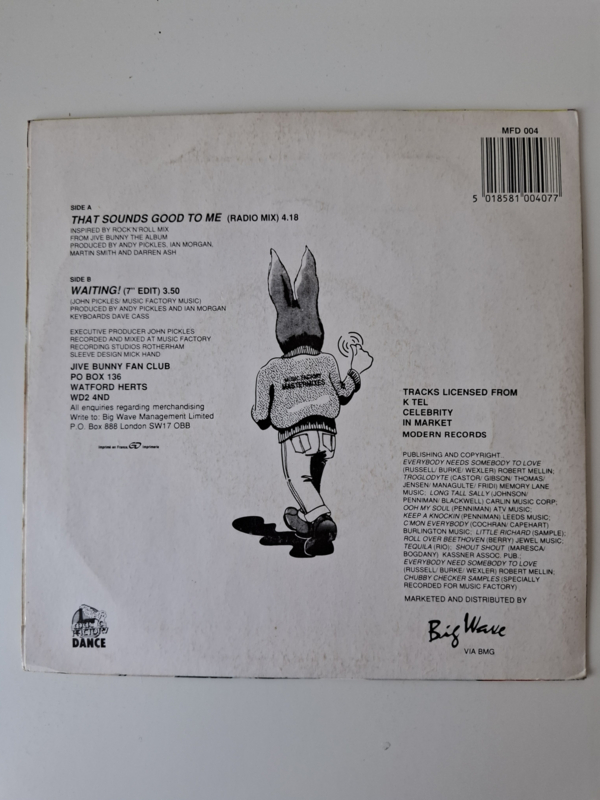 MFD 004
5 018581 004077
SIDE A
THAT SOUNDS GOOD TO ME (RADIO MIX) 4.18
INSPIRED BY ROCK'N'ROLL MIX
FROM JIVE BUNNY THE ALBUM
PRODUCED BY ANDY PICKLES, IAN MORGAN,
MARTIN SMITH AND DARREN ASH
SIDE B
WAITING! (7" EDIT) 3.50
(JOHN PICKLES/ MUSIC FACTORY MUSIC)
PRODUCED BY ANDY PICKLES AND IAN MORGAN
KEYBOARDS DAVE CASS
EXECUTIVE PRODUCER JOHN PICKLES
RECORDED AND MIXED AT MUSIC FACTORY
RECORDING STUDIOS ROTHERHAM
SLEEVE DESIGN MICK HAND
JIVE BUNNY FAN CLUB
PO BOX 136
WATFORD HERTS
WD2 4ND
All enquiries regarding merchandising
Write to: Big Wave Management Limited
P.O. Box 888 London SW17 OBB
MUSIC FACTORY
MASTERMIXES
TRACKS LICENSED FROM
K TEL
CELEBRITY
IN MARKET
MODERN RECORDS
PUBLISHING AND COPYRIGHT
EVERYBODY NEEDS SOMEBODY TO LOVE
(RUSSELL/ BURKE/ WEXLER) ROBERT MELLIN;
TROGLODYTE (CASTOR/ GIBSON/ THOMAS/
JENSEN/ MANAGULTE/ FRIDI) MEMORY LANE
MUSIC; LONG TALL SALLY (JOHNSON/
PENNIMAN/ BLACKWELL) CARLIN MUSIC CORP;
OOH MY SOUL (PENNIMAN) ATV MUSIC;
KEEP A KNOCKIN (PENNIMAN) LEEDS MUSIC;
C'MON EVERYBODY (COCHRAN/ CAPEHART)
BURLINGTON MUSIC; LITTLE RICHARD (SAMPLE);
ROLL OVER BEETHOVEN (BERRY) JEWEL MUSIC;
TEQUILA (RIO); SHOUT SHOUT (MARESCA/
BOGDANY) KASSNER ASSOC. PUB.;
EVERYBODY NEED SOMEBODY TO LOVE
(RUSSELL/ BURKE/ WEXLER) ROBERT MELLIN;
CHUBBY CHECKER SAMPLES (SPECIALLY
RECORDED FOR MUSIC FACTORY)
MARKETED AND DISTRIBUTED BY
Big Wave
VIA BMG
DANCE